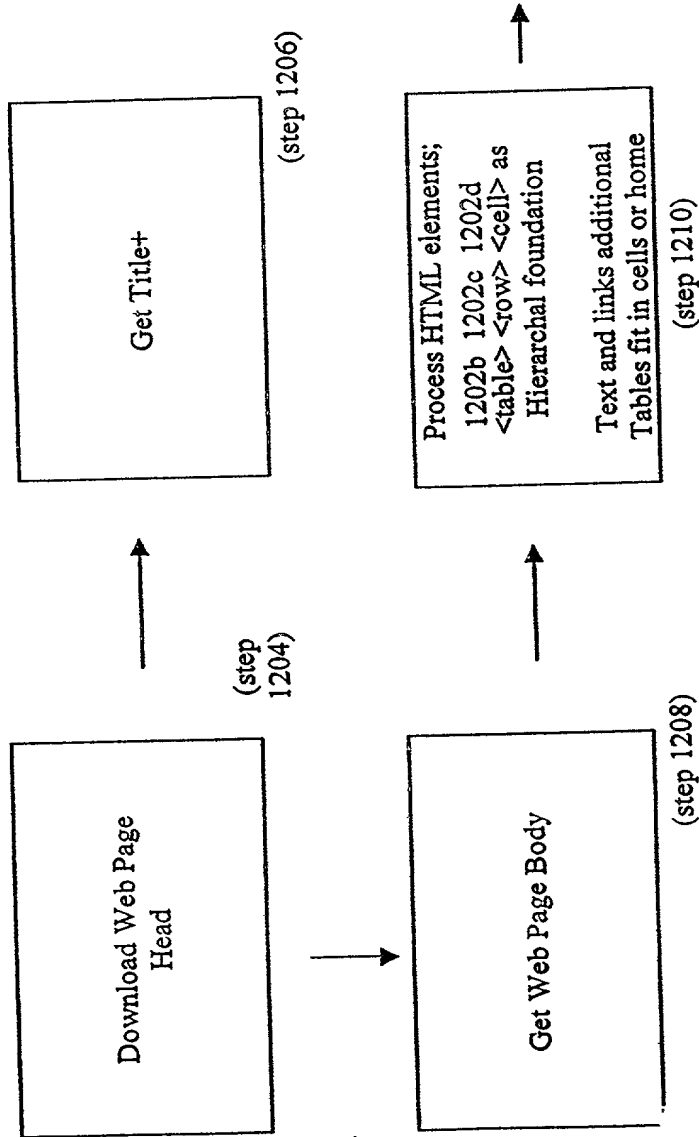 Download Web Page
Head
(step
1204)
Get Title+
(step 1206)
Get Web Page Body
(step 1208)
Process HTML elements;
1202b 1202c 1202d
<table> <row> <cell> as
Hierarchal foundation
Text and links additional
Tables fit in cells or home
(step 1210)